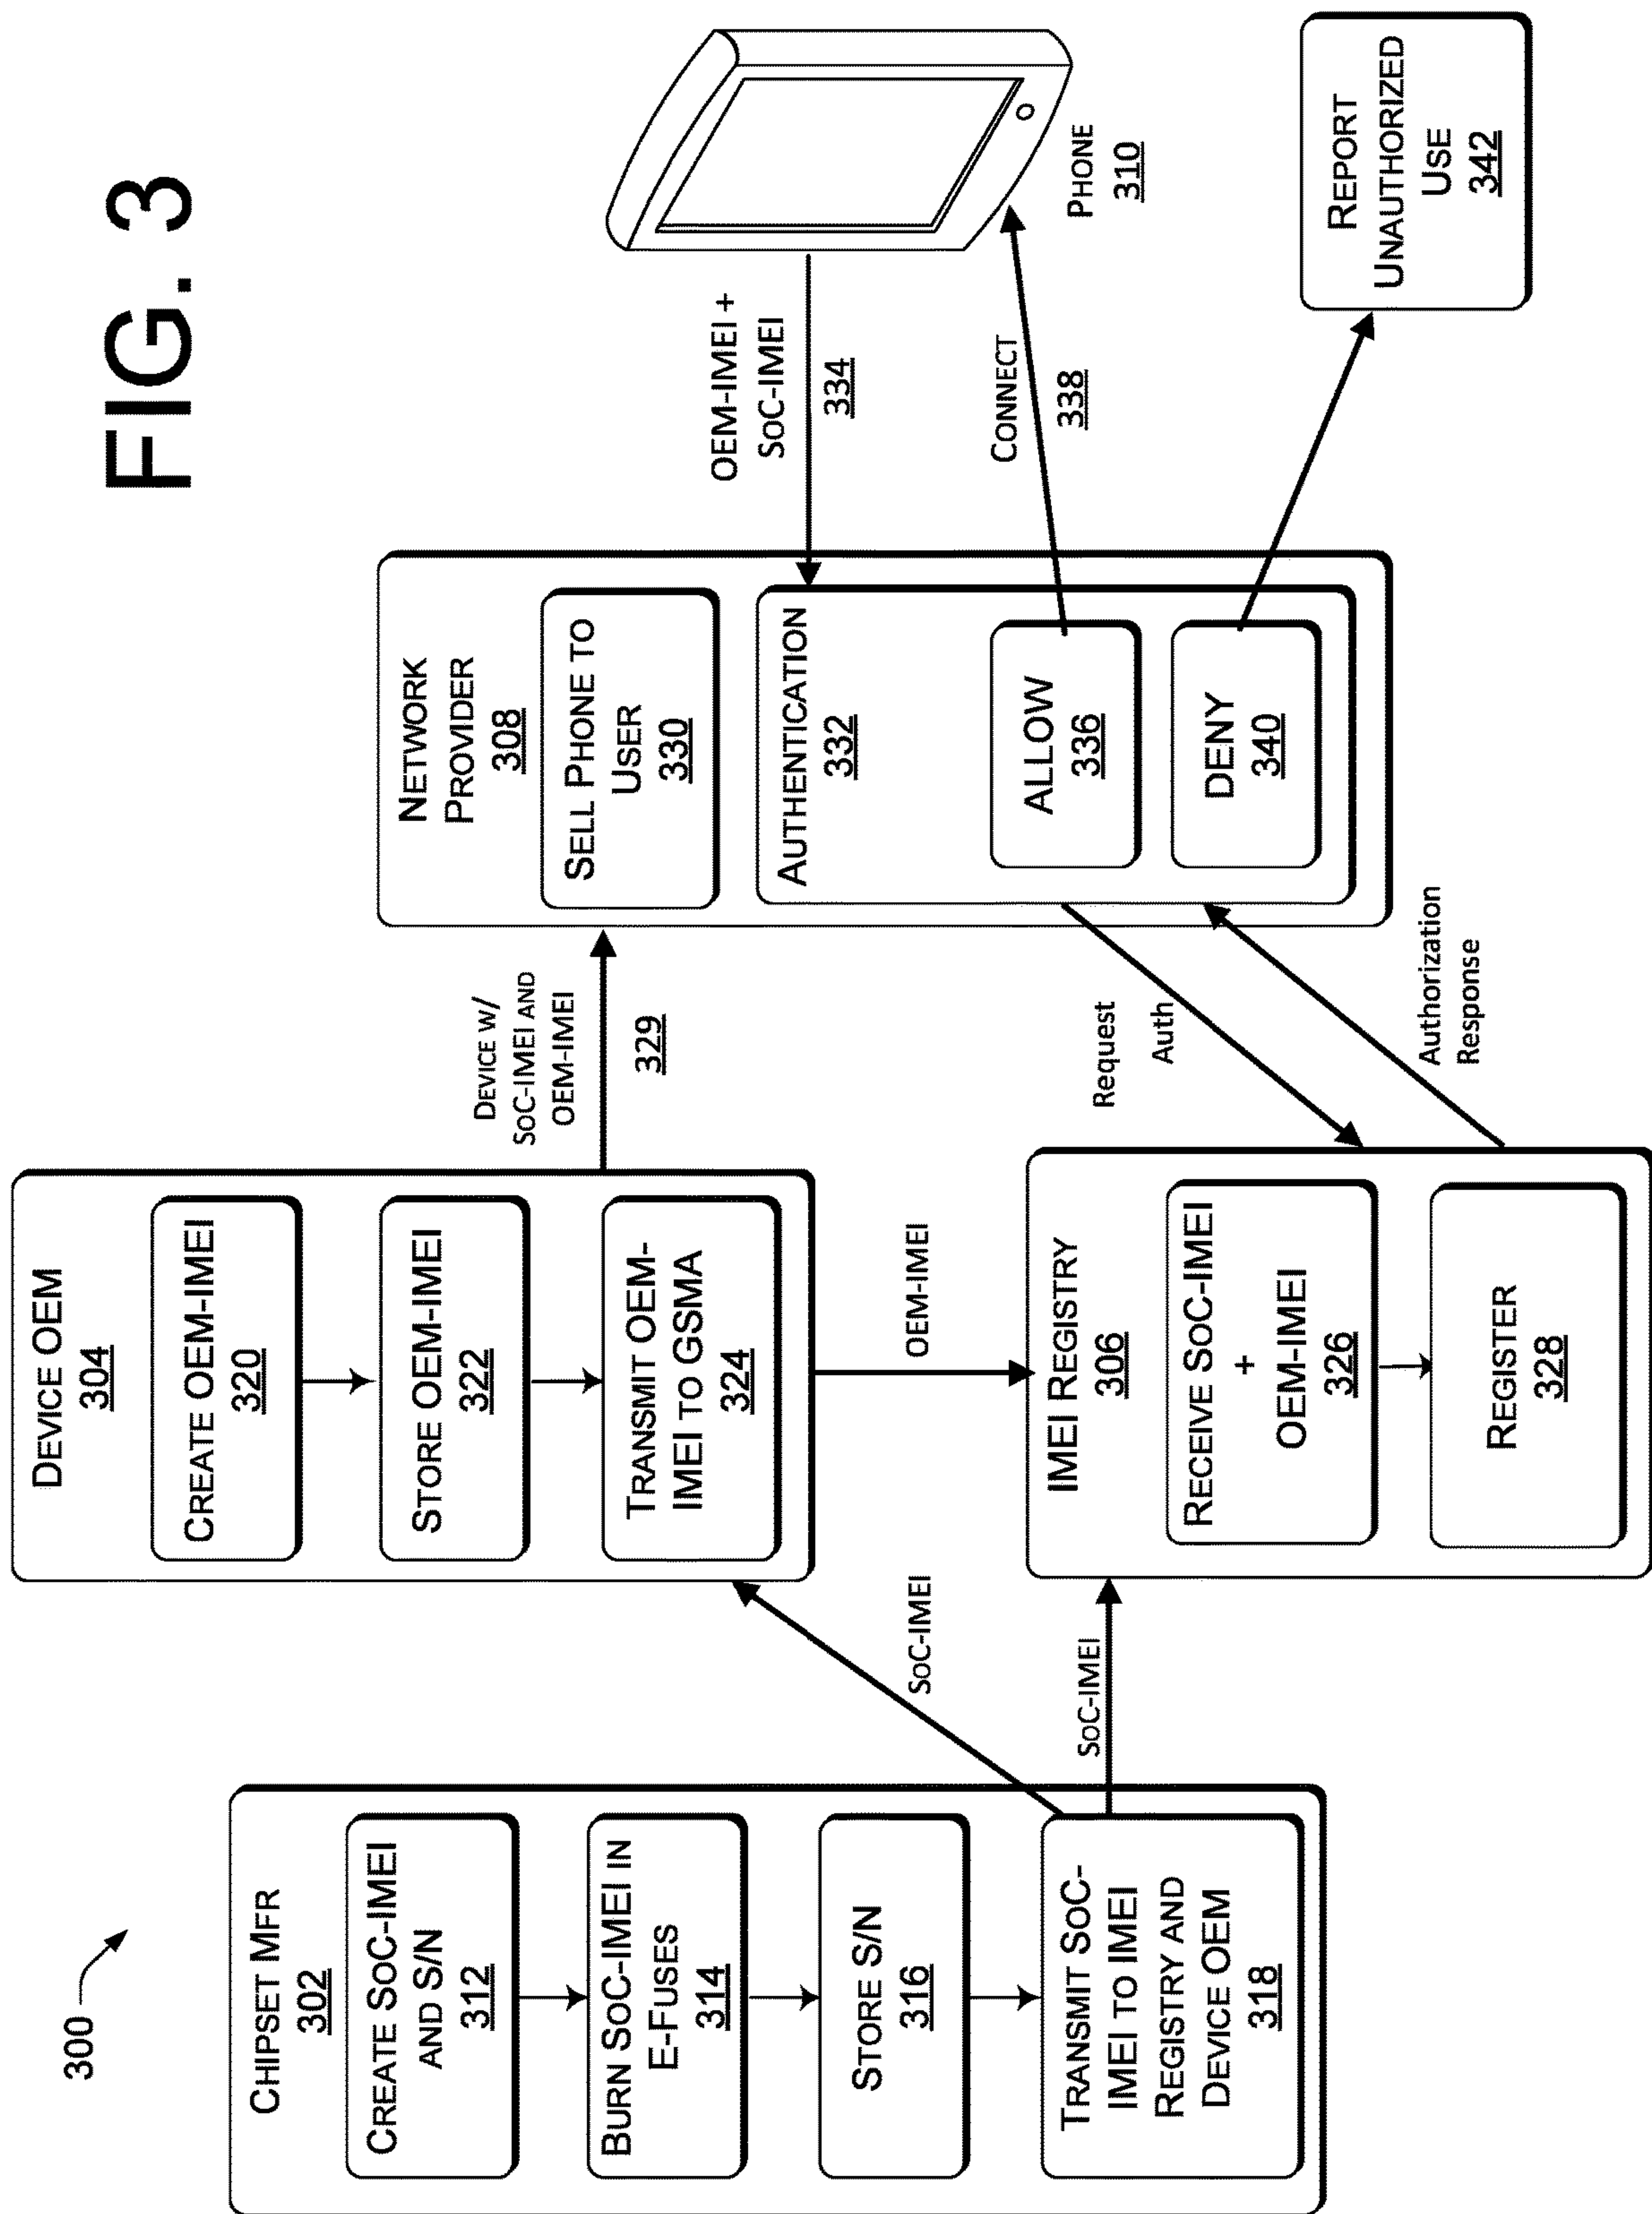 FIG. 3
300
CHIPSET MFR
302
CREATE SOC-IMEI
AND S/N
312
BURN SOC-IMEI IN
E-FUSES
314
STORE S/N
316
TRANSMIT SOC-
IMEI TO IMEI
REGISTRY AND
DEVICE OEM
318
SOC-IMEI
SOC-IMEI
DEVICE OEM
304
CREATE OEM-IMEI
320
STORE OEM-IMEI
322
TRANSMIT OEM-
IMEI TO GSMA
324
OEM-IMEI
IMEI REGISTRY
306
RECEIVE SOC-IMEI
+
OEM-IMEI
326
REGISTER
328
DEVICE W/
SOC-IMEI AND
OEM-IMEI
329
Request
Auth
Authorization
Response
NETWORK
PROVIDER
308
SELL PHONE TO
USER
330
AUTHENTICATION
332
ALLOW
336
DENY
340
OEM-IMEI +
SOC-IMEI
334
CONNECT
338
PHONE
310
REPORT
UNAUTHORIZED
USE
342